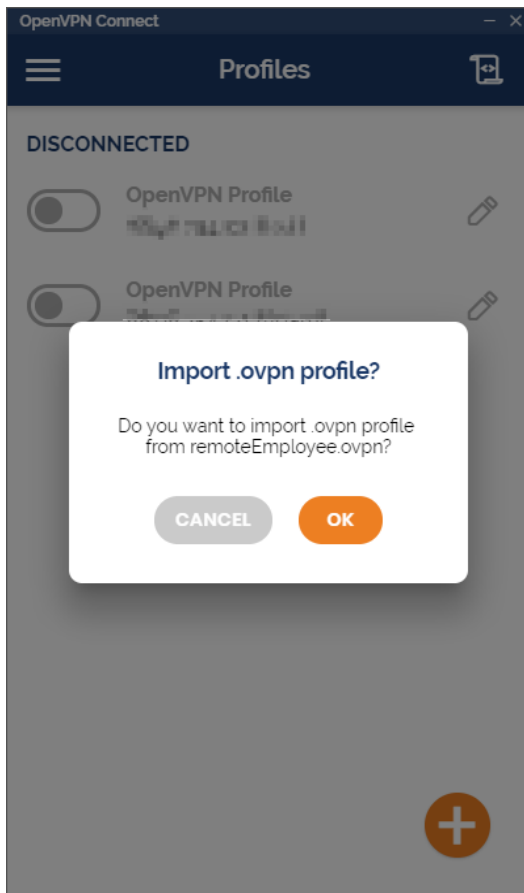 OpenVPN Connect
Profiles
DISCONNECTED
OpenVPN Profile
OpenVPN Profile
Import .ovpn profile?
Do you want to import .ovpn profile
from remoteEmployee.ovpn?
CANCEL
OK